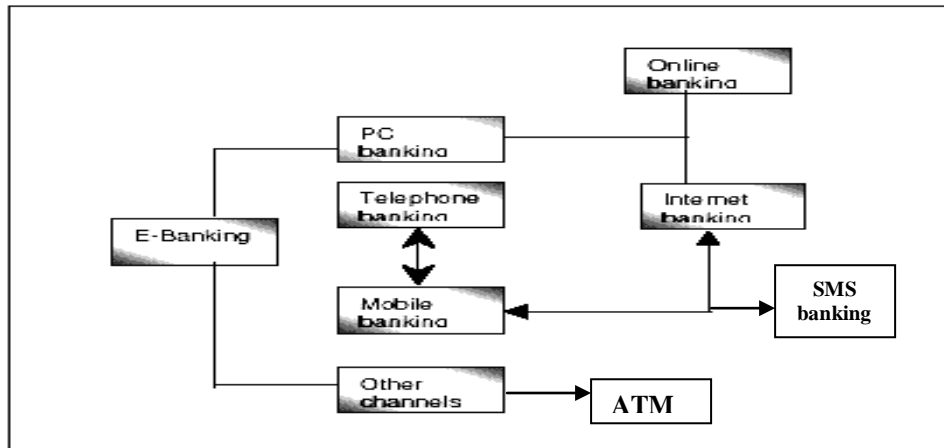 Online
banking
PC
banking
Telephone
banking
Internet
banking
E-Banking
Mobile
banking
SMS
banking
Other
channels
ATM